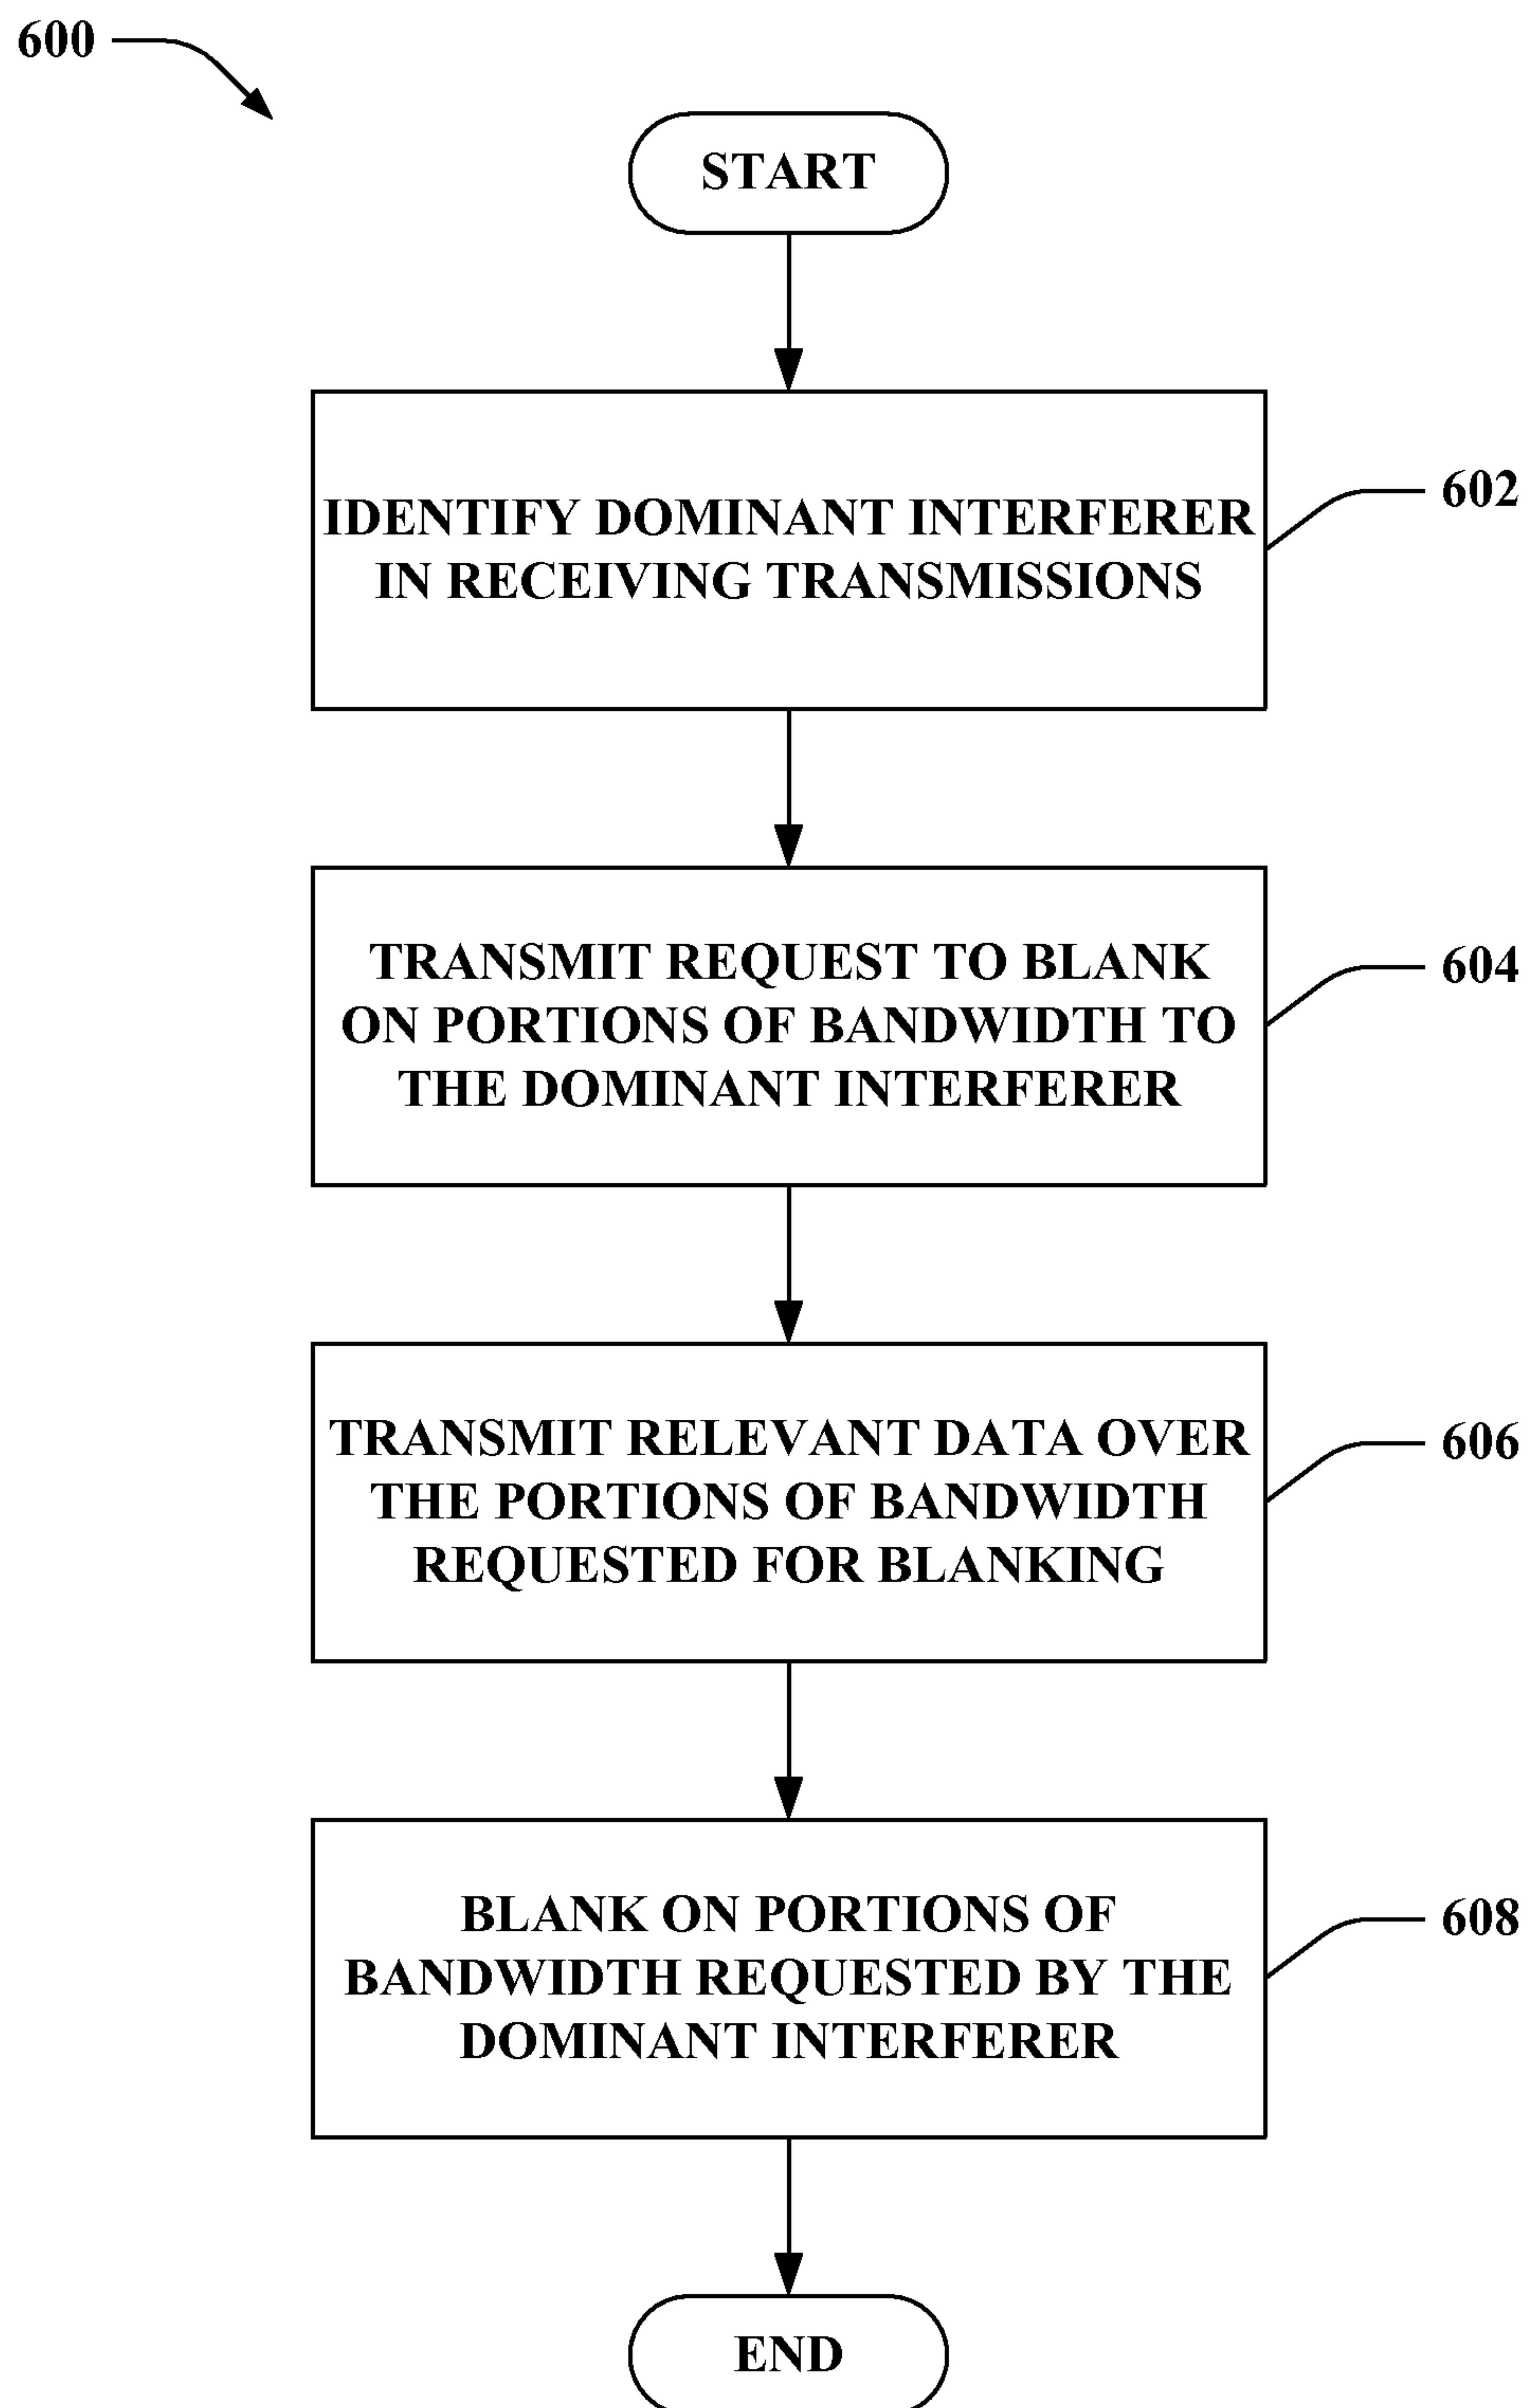 600
START
IDENTIFY DOMINANT INTERFERER
IN RECEIVING TRANSMISSIONS
602
TRANSMIT REQUEST TO BLANK
ON PORTIONS OF BANDWIDTH TO
THE DOMINANT INTERFERER
604
TRANSMIT RELEVANT DATA OVER
THE PORTIONS OF BANDWIDTH
REQUESTED FOR BLANKING
606
BLANK ON PORTIONS OF
BANDWIDTH REQUESTED BY THE
DOMINANT INTERFERER
608
END